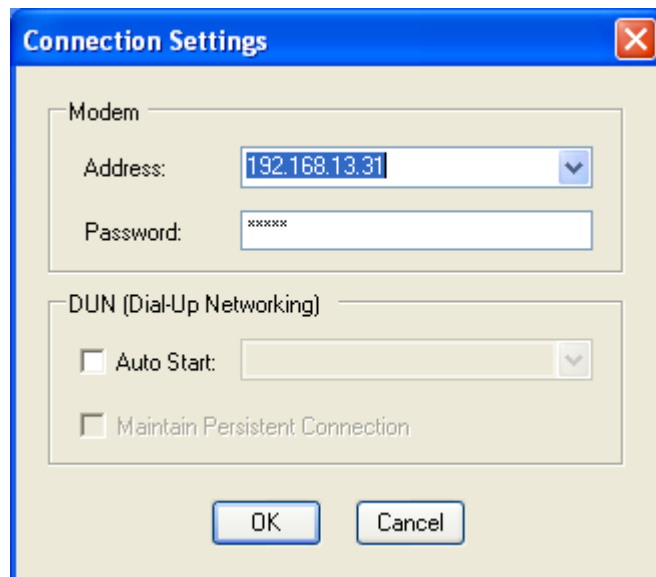 Connection Settings
Modem
Address: 192.168.13.31
Password: *****
DUN (Dial-Up Networking)
Auto Start:
Maintain Persistent Connection
OK Cancel